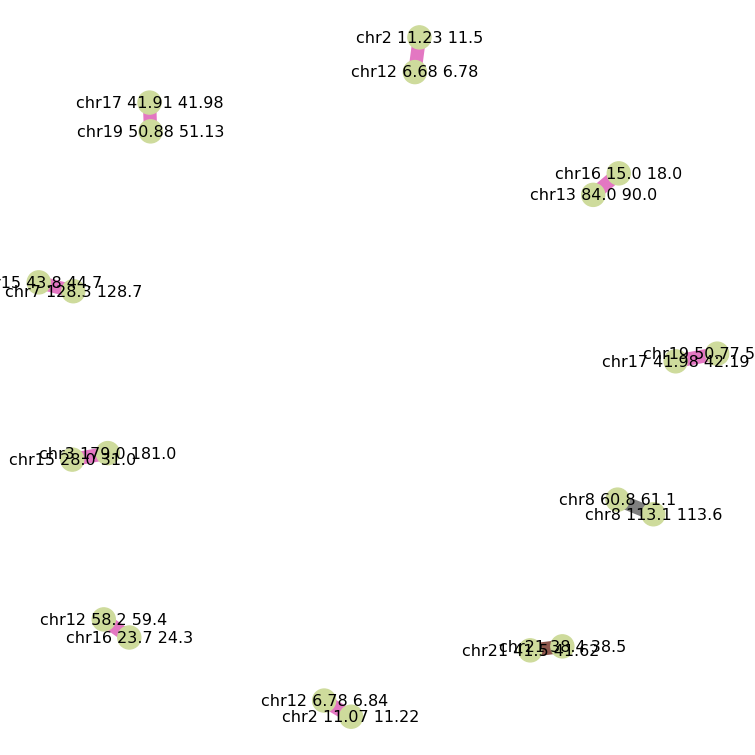 chr2 11.23 11.5
chr12 6.68 6.78
chr17 41.91 41.98
chr19 50.88 51.13
chr16 15.0 18.0
chr13 84.0 90.0
15 43.8 44.7
chr7 128.3 128.7
chr19 50.77 5
chr17 41.98 42.19
chr3 179.0 181.0
chr15 28.0 31.0
chr8 60.8 61.1
chr8 113.1 113.6
chr12 58.2 59.4
chr16 23.7 24.3
chr21 38.4 38.5
chr21 41.5 41.62
chr12 6.78 6.84
chr2 11.07 11.22